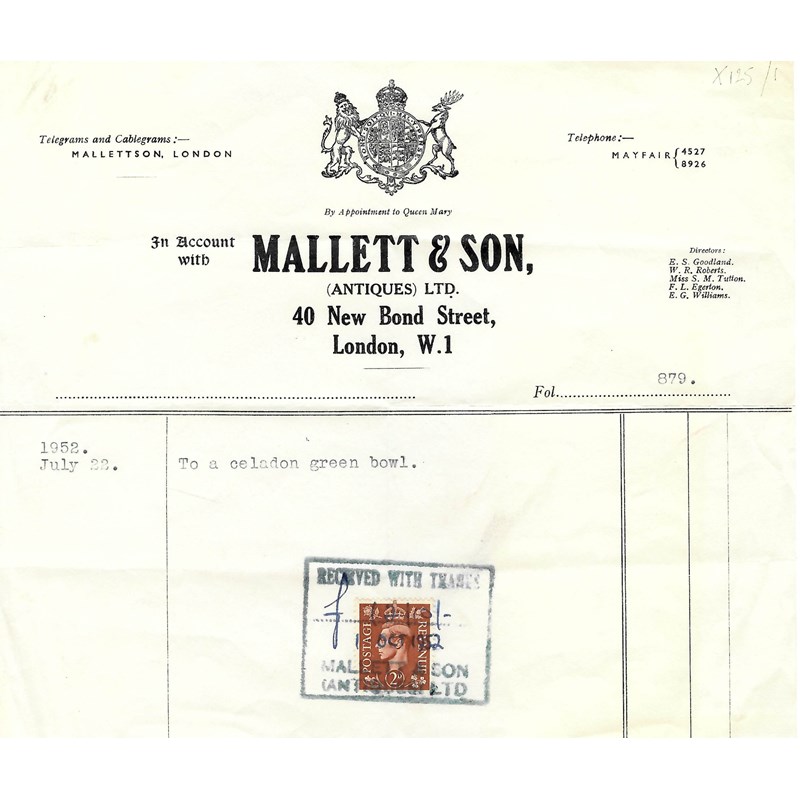 X125/1
Telegrams and Cablegrams:—
MALLETTSON, LONDON
Telephone:—
MAYFAIR { 4527
8926
By Appointment to Queen Mary
In Account
with
MALLETT & SON,
(ANTIQUES) LTD.
40 New Bond Street,
London, W.1
Directors:
E. S. Goodland.
W. R. Roberts.
Miss S. M. Tutton.
F. L. Egerton.
E. G. Williams.
Fol. 879.
1952.
July 22.
To a celadon green bowl.
RECEIVED WITH THANKS
OCT 1952
MALLETT & SON
(ANTIQUES) LTD
POSTAGE REVENUE
2D